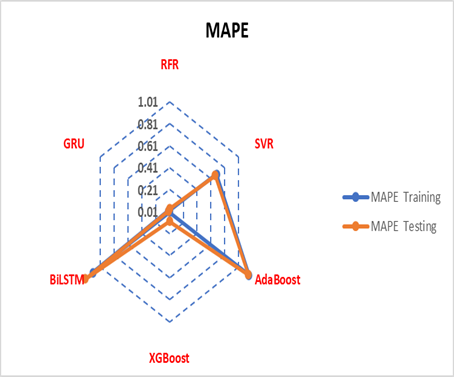 MAPE
RFR
1.01
0.81
0.61
0.41
0.21
0.01
GRU
SVR
MAPE Training
MAPE Testing
BiLSTM
AdaBoost
XGBoost